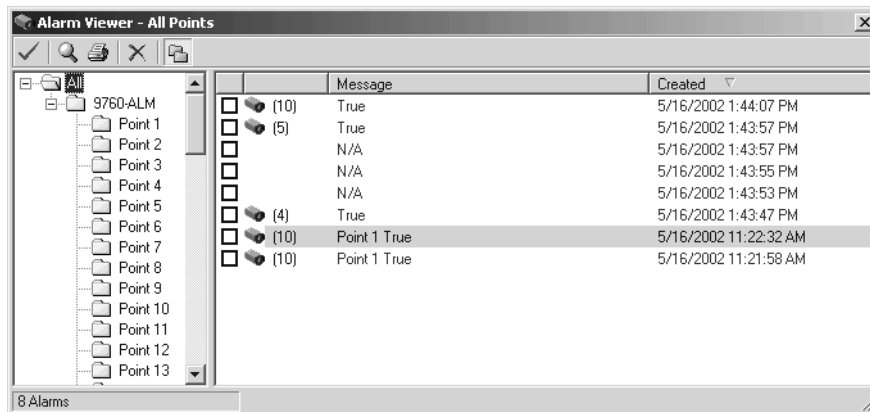 Alarm Viewer - All Points
All
9760-ALM
Point 1
Point 2
Point 3
Point 4
Point 5
Point 6
Point 7
Point 8
Point 9
Point 10
Point 11
Point 12
Point 13
Message Created
(10) True 5/16/2002 1:44:07 PM
(5) True 5/16/2002 1:43:57 PM
N/A 5/16/2002 1:43:57 PM
N/A 5/16/2002 1:43:55 PM
N/A 5/16/2002 1:43:53 PM
(4) True 5/16/2002 1:43:47 PM
(10) Point 1 True 5/16/2002 11:22:32 AM
(10) Point 1 True 5/16/2002 11:21:58 AM
8 Alarms